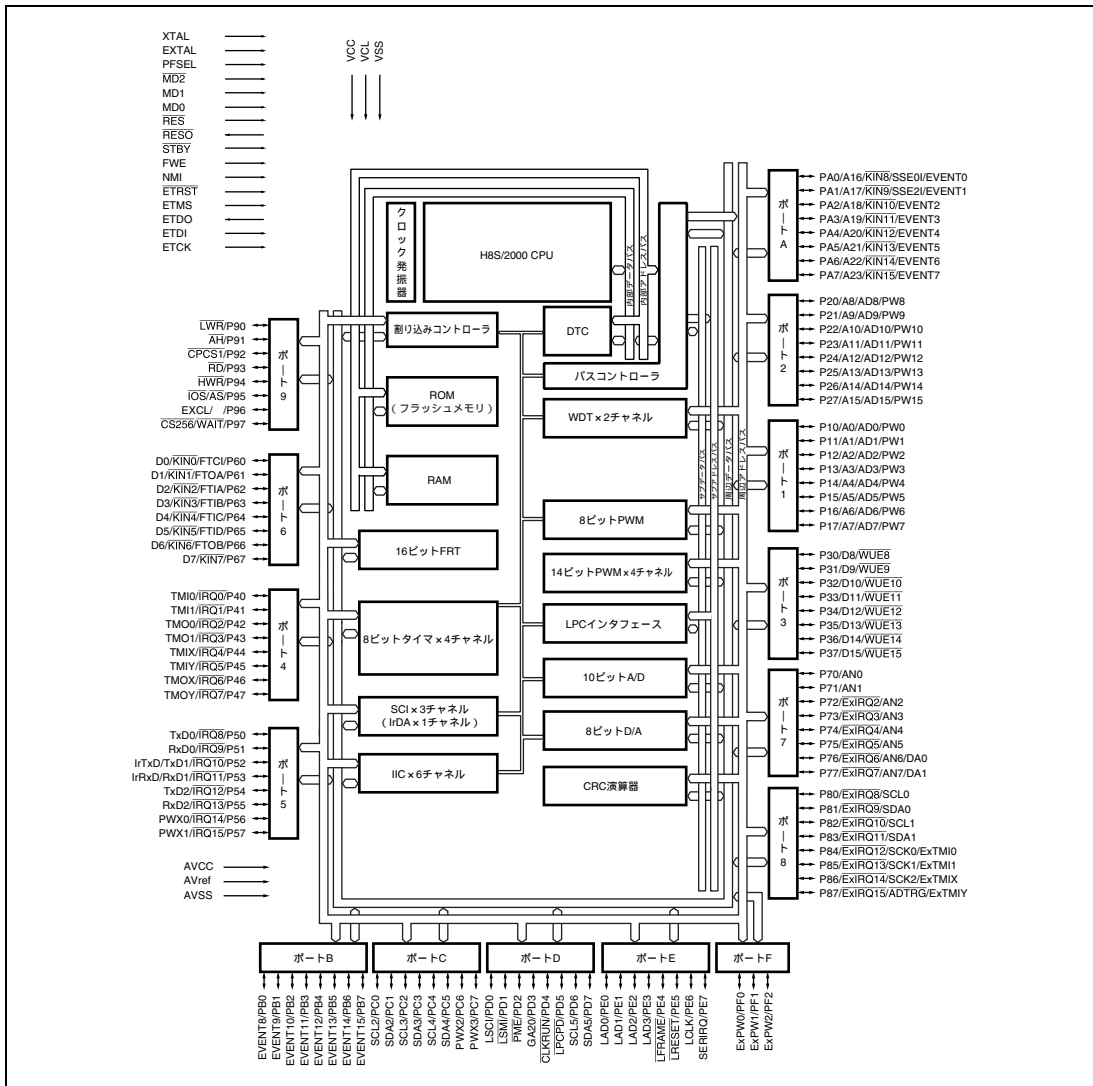 XTAL
EXTAL
PFSEL
MD2
MD1
MD0
RES
RESO
STBY
FWE
NMI
ETRST
ETMS
ETDO
ETDI
ETCK
VCC
VCL
VSS
クロック発振器
H8S/2000 CPU
内部データバス
内部アドレスバス
割り込みコントローラ
DTC
バスコントローラ
ROM
(フラッシュメモリ)
WDT×2チャネル
RAM
8ビットPWM
16ビットFRT
14ビットPWM×4チャネル
8ビットタイマ×4チャネル
LPCインタフェース
10ビットA/D
SCI×3チャネル
(IrDA×1チャネル)
8ビットD/A
IIC×6チャネル
CRC演算器
サブデータバス
サブアドレスバス
周辺データバス
周辺アドレスバス
LWR/P90
AH/P91
CPCS1/P92
RD/P93
HWR/P94
IOS/AS/P95
EXCL/ /P96
CS256/WAIT/P97
ポート9
D0/KIN0/FTCI/P60
D1/KIN1/FTOA/P61
D2/KIN2/FTIA/P62
D3/KIN3/FTIB/P63
D4/KIN4/FTIC/P64
D5/KIN5/FTID/P65
D6/KIN6/FTOB/P66
D7/KIN7/P67
ポート6
TMI0/IRQ0/P40
TMI1/IRQ1/P41
TMO0/IRQ2/P42
TMO1/IRQ3/P43
TMIX/IRQ4/P44
TMIY/IRQ5/P45
TMOX/IRQ6/P46
TMOY/IRQ7/P47
ポート4
TxD0/IRQ8/P50
RxD0/IRQ9/P51
IrTxD/TxD1/IRQ10/P52
IrRxD/RxD1/IRQ11/P53
TxD2/IRQ12/P54
RxD2/IRQ13/P55
PWX0/IRQ14/P56
PWX1/IRQ15/P57
ポート5
AVCC
AVref
AVSS
ポートA
PA0/A16/KIN8/SSE0I/EVENT0
PA1/A17/KIN9/SSE2I/EVENT1
PA2/A18/KIN10/EVENT2
PA3/A19/KIN11/EVENT3
PA4/A20/KIN12/EVENT4
PA5/A21/KIN13/EVENT5
PA6/A22/KIN14/EVENT6
PA7/A23/KIN15/EVENT7
ポート2
P20/A8/AD8/PW8
P21/A9/AD9/PW9
P22/A10/AD10/PW10
P23/A11/AD11/PW11
P24/A12/AD12/PW12
P25/A13/AD13/PW13
P26/A14/AD14/PW14
P27/A15/AD15/PW15
ポート1
P10/A0/AD0/PW0
P11/A1/AD1/PW1
P12/A2/AD2/PW2
P13/A3/AD3/PW3
P14/A4/AD4/PW4
P15/A5/AD5/PW5
P16/A6/AD6/PW6
P17/A7/AD7/PW7
ポート3
P30/D8/WUE8
P31/D9/WUE9
P32/D10/WUE10
P33/D11/WUE11
P34/D12/WUE12
P35/D13/WUE13
P36/D14/WUE14
P37/D15/WUE15
ポート7
P70/AN0
P71/AN1
P72/ExIRQ2/AN2
P73/ExIRQ3/AN3
P74/ExIRQ4/AN4
P75/ExIRQ5/AN5
P76/ExIRQ6/AN6/DA0
P77/ExIRQ7/AN7/DA1
ポート8
P80/ExIRQ8/SCL0
P81/ExIRQ9/SDA0
P82/ExIRQ10/SCL1
P83/ExIRQ11/SDA1
P84/ExIRQ12/SCK0/ExTMI0
P85/ExIRQ13/SCK1/ExTMI1
P86/ExIRQ14/SCK2/ExTMIX
P87/ExIRQ15/ADTRG/ExTMIY
ポートB
ポートC
ポートD
ポートE
ポートF
EVENT8/PB0
EVENT9/PB1
EVENT10/PB2
EVENT11/PB3
EVENT12/PB4
EVENT13/PB5
EVENT14/PB6
EVENT15/PB7
SCL2/PC0
SDA2/PC1
SCL3/PC2
SDA3/PC3
SCL4/PC4
SDA4/PC5
PWX2/PC6
PWX3/PC7
LSCI/PD0
LSMI/PD1
PME/PD2
GA20/PD3
CLKRUN/PD4
LPCPD/PD5
SCL5/PD6
SDA5/PD7
LAD0/PE0
LAD1/PE1
LAD2/PE2
LAD3/PE3
LFRAME/PE4
LRESET/PE5
LCLK/PE6
SERIRQ/PE7
ExPW0/PF0
ExPW1/PF1
ExPW2/PF2